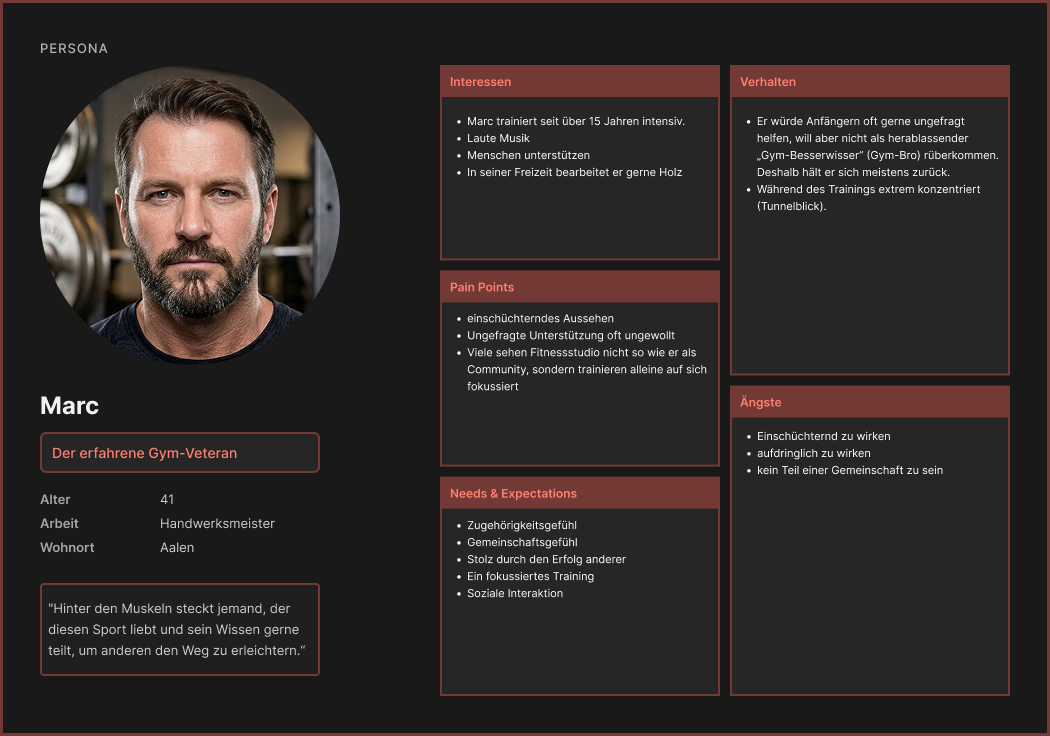 PERSONA
Marc
Der erfahrene Gym-Veteran
Alter 41
Arbeit Handwerksmeister
Wohnort Aalen
"Hinter den Muskeln steckt jemand, der
diesen Sport liebt und sein Wissen gerne
teilt, um anderen den Weg zu erleichtern.“
Interessen
• Marc trainiert seit über 15 Jahren intensiv.
• Laute Musik
• Menschen unterstützen
• In seiner Freizeit bearbeitet er gerne Holz
Pain Points
• einschüchterndes Aussehen
• Ungefragte Unterstützung oft ungewollt
• Viele sehen Fitnessstudio nicht so wie er als
Community, sondern trainieren alleine auf sich
fokussiert
Needs & Expectations
• Zugehörigkeitsgefühl
• Gemeinschaftsgefühl
• Stolz durch den Erfolg anderer
• Ein fokussiertes Training
• Soziale Interaktion
Verhalten
• Er würde Anfängern oft gerne ungefragt
helfen, will aber nicht als herablassender
„Gym-Besserwisser“ (Gym-Bro) rüberkommen.
Deshalb hält er sich meistens zurück.
• Während des Trainings extrem konzentriert
(Tunnelblick).
Ängste
• Einschüchternd zu wirken
• aufdringlich zu wirken
• kein Teil einer Gemeinschaft zu sein